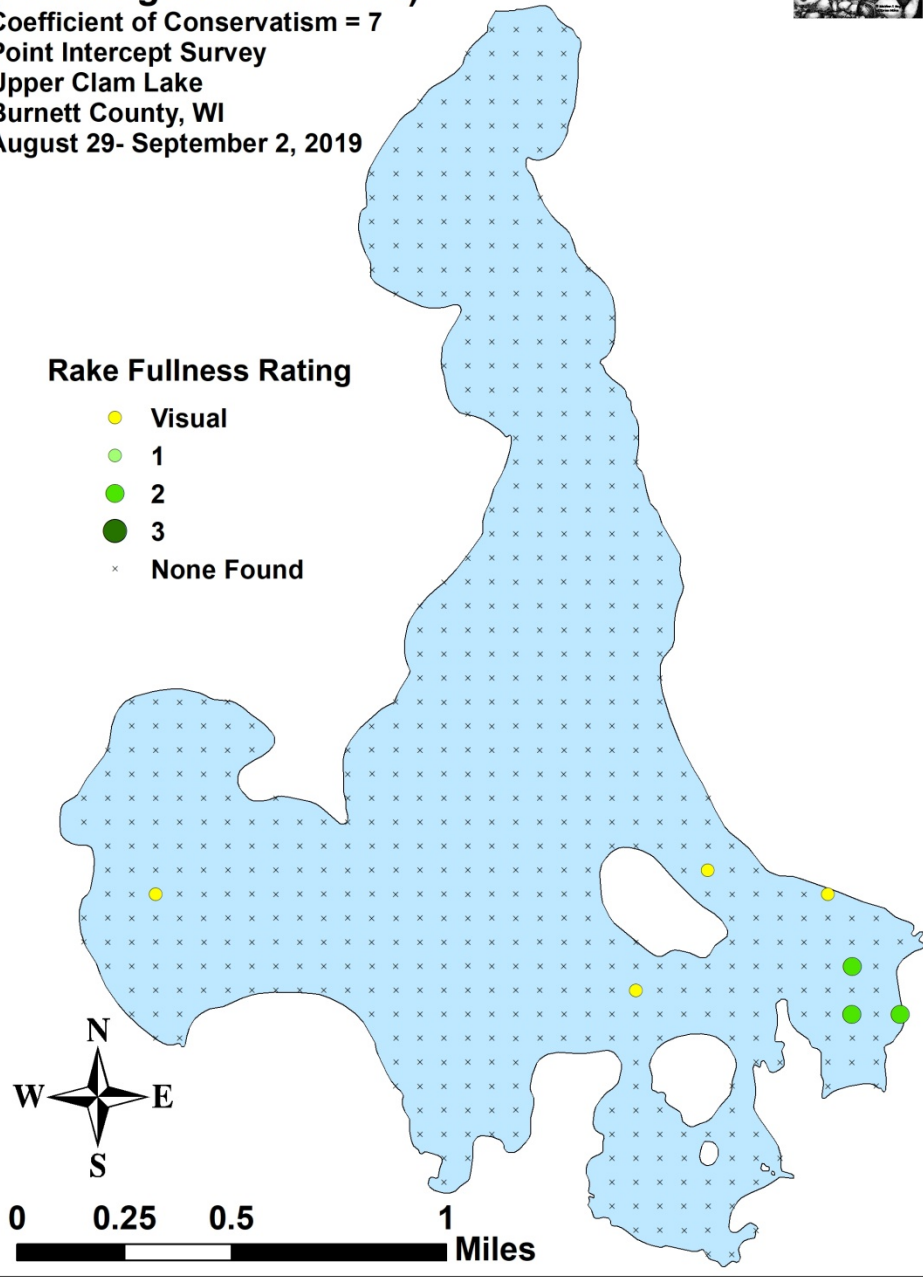 Coefficient of Conservatism = 7
Point Intercept Survey
Upper Clam Lake
Burnett County, WI
August 29- September 2, 2019
Rake Fullness Rating
Visual
1
2
3
None Found
N
W E
S
0 0.25 0.5 1
Miles